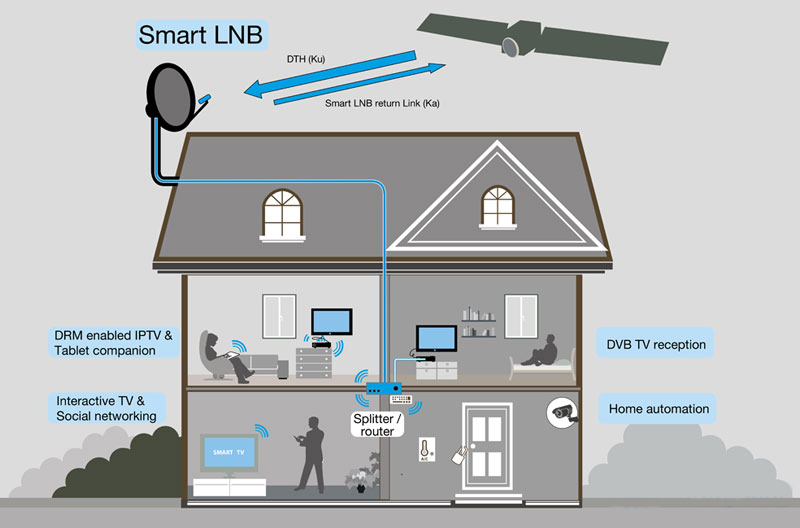 Smart LNB
DTH (Ku)
Smart LNB return Link (Ka)
DRM enabled IPTV &
Tablet companion
DVB TV reception
Interactive TV &
Social networking
Home automation
Splitter /
router
SMART TV
A/C